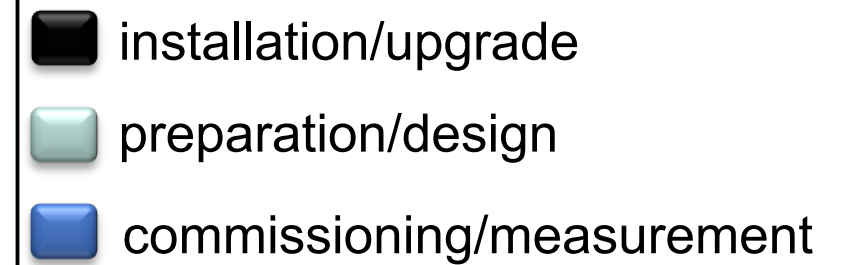 installation/upgrade
preparation/design
commissioning/measurement